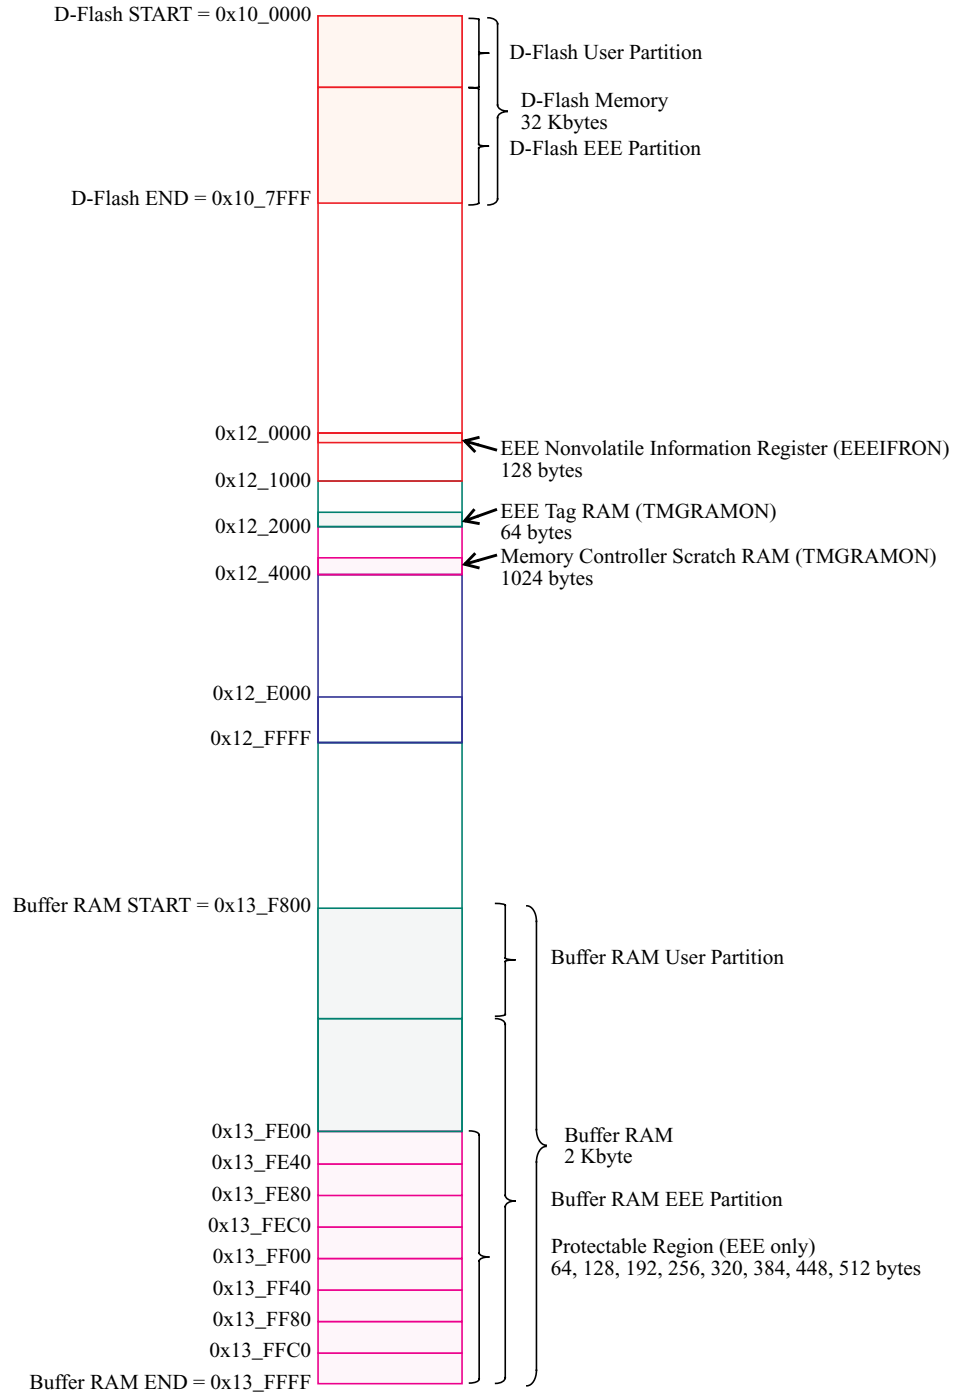 D-Flash START = 0x10_0000
D-Flash User Partition
D-Flash Memory
32 Kbytes
D-Flash EEE Partition
D-Flash END = 0x10_7FFF
0x12_0000
EEE Nonvolatile Information Register (EEEIFRON)
128 bytes
0x12_1000
EEE Tag RAM (TMGRAMON)
64 bytes
0x12_2000
Memory Controller Scratch RAM (TMGRAMON)
1024 bytes
0x12_4000
0x12_E000
0x12_FFFF
Buffer RAM START = 0x13_F800
Buffer RAM User Partition
0x13_FE00
Buffer RAM
2 Kbyte
0x13_FE40
0x13_FE80
Buffer RAM EEE Partition
0x13_FEC0
0x13_FF00
Protectable Region (EEE only)
64, 128, 192, 256, 320, 384, 448, 512 bytes
0x13_FF40
0x13_FF80
0x13_FFC0
Buffer RAM END = 0x13_FFFF